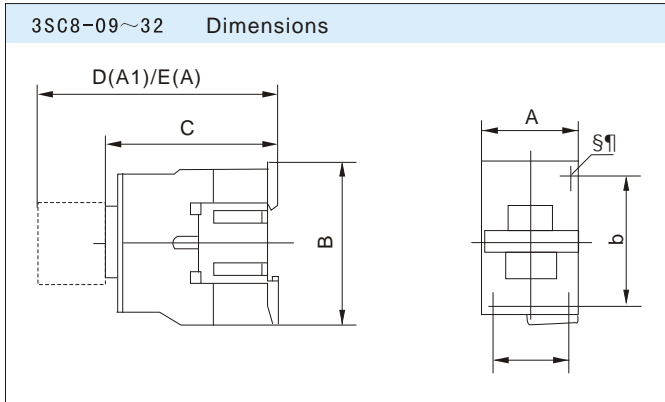 3SC8-09～32 Dimensions
D(A1)/E(A)
C
B
A
§¶
b